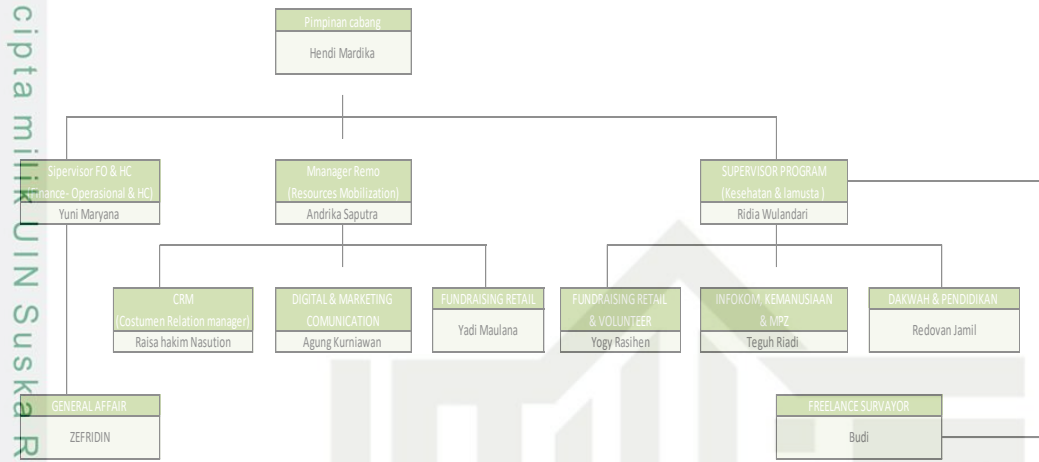 cipta milik UIN Suska R
Pimpinan cabang
Hendi Mardika
Sipervisor FO & HC
(Finance- Operasional & HC)
Yuni Maryana
Mnanager Remo
(Resources Mobilization)
Andrika Saputra
SUPERVISOR PROGRAM
(Kesehatan & lamusta )
Ridia Wulandari
CRM
(Costumen Relation manager)
Raisa hakim Nasution
DIGITAL & MARKETING
COMUNICATION
Agung Kurniawan
FUNDRAISING RETAIL
Yadi Maulana
FUNDRAISING RETAIL
& VOLUNTEER
Yogy Rasihen
INFOKOM, KEMANUSIAAN
& MPZ
Teguh Riadi
DAKWAH & PENDIDIKAN
Redovan Jamil
GENERAL AFFAIR
ZEFRIDIN
FREELANCE SURVAYOR
Budi